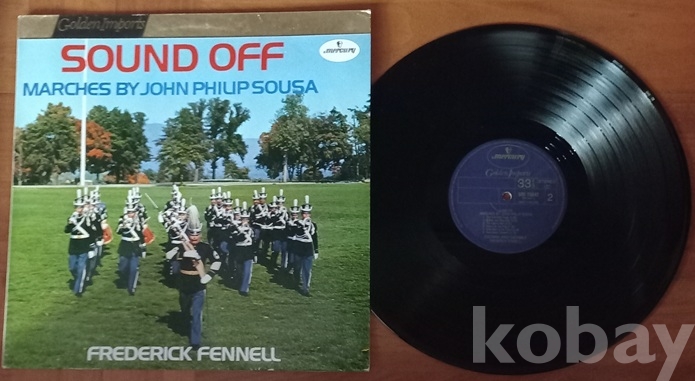 Golden Imports
SOUND OFF
mercury
MARCHES BY JOHN PHILIP SOUSA
FREDERICK FENNELL
mercury
Golden Imports
33
2
kobay